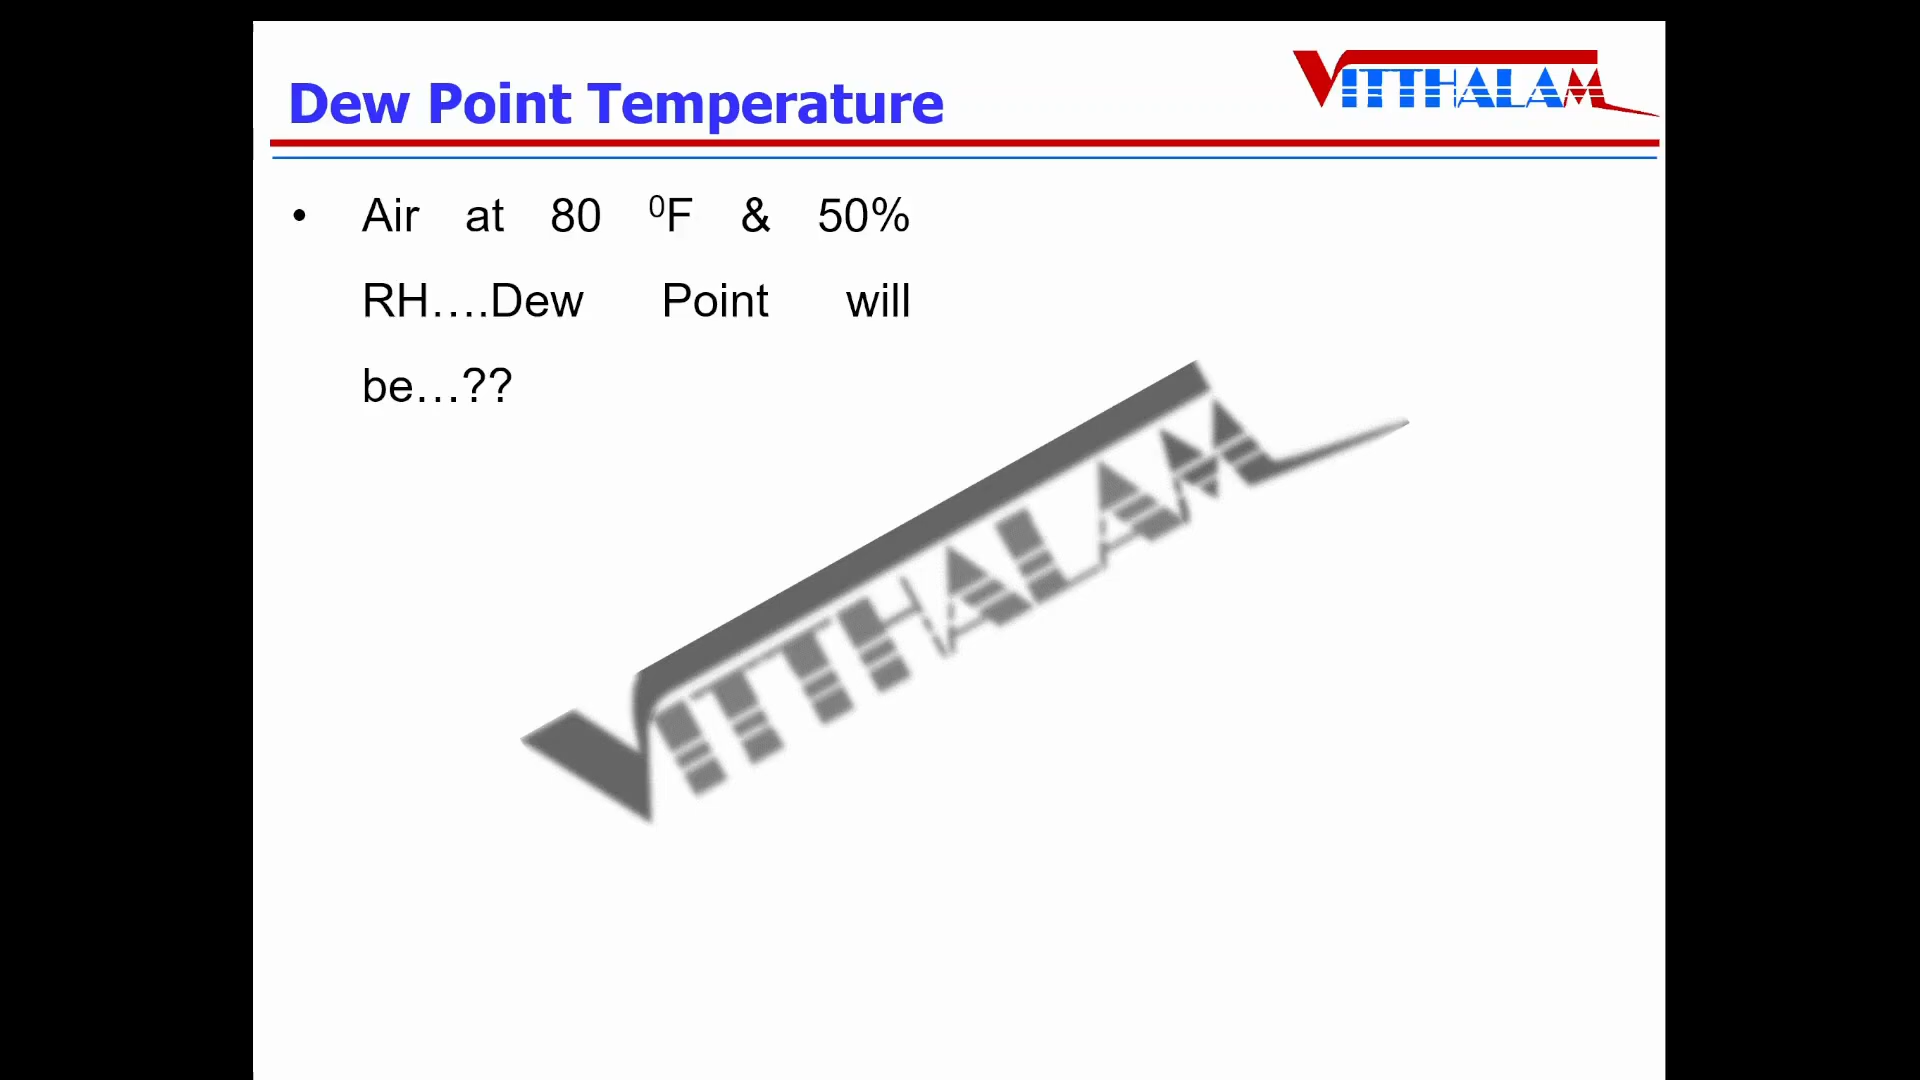 VITTHALAM
Dew Point Temperature
• Air at 80 ⁰F & 50%
RH….Dew Point will
be…??
VITTHALAM